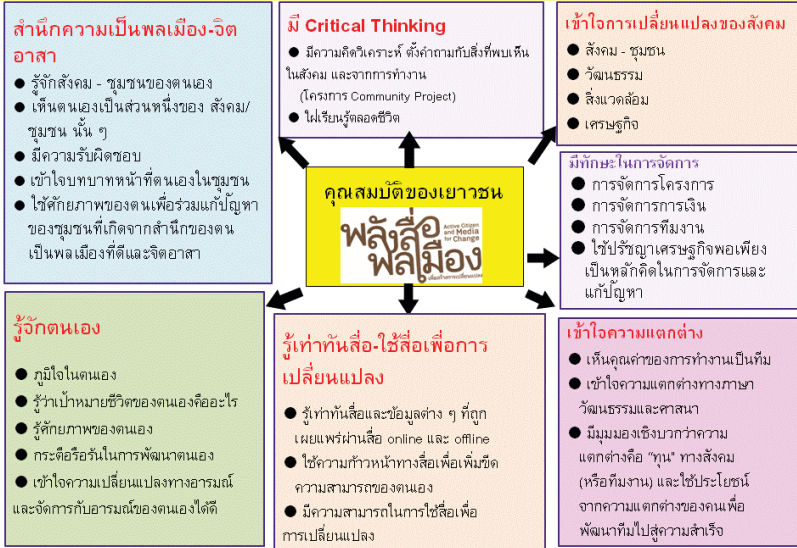 สำนึกความเป็นพลเมือง-จิต
อาสา
● รู้จักสังคม - ชุมชนของตนเอง
● เห็นตนเองเป็นส่วนหนึ่งของ สังคม/
ชุมชน นั้น ๆ
● มีความรับผิดชอบ
● เข้าใจบทบาทหน้าที่ตนเองในชุมชน
● ใช้ศักยภาพของตนเพื่อร่วมแก้ปัญหา
ของชุมชนที่เกิดจากสำนึกของตน
เป็นพลเมืองที่ดีและจิตอาสา
มี Critical Thinking
● มีความคิดวิเคราะห์ ตั้งคำถามกับสิ่งที่พบเห็น
ในสังคม และจากการทำงาน
(โครงการ Community Project)
● ใฝ่เรียนรู้ตลอดชีวิต
เข้าใจการเปลี่ยนแปลงของสังคม
● สังคม - ชุมชน
● วัฒนธรรม
● สิ่งแวดล้อม
● เศรษฐกิจ
คุณสมบัติของเยาวชน
พลังสื่อ
พลเมือง
Active Citizen
and Media
for Change
เพื่อสร้างการเปลี่ยนแปลง
มีทักษะในการจัดการ
● การจัดการโครงการ
● การจัดการการเงิน
● การจัดการทีมงาน
● ใช้ปรัชญาเศรษฐกิจพอเพียง
เป็นหลักคิดในการจัดการและ
แก้ปัญหา
รู้จักตนเอง
● ภูมิใจในตนเอง
● รู้ว่าเป้าหมายชีวิตของตนเองคืออะไร
● รู้ศักยภาพของตนเอง
● กระตือรือร้นในการพัฒนาตนเอง
● เข้าใจความเปลี่ยนแปลงทางอารมณ์
และจัดการกับอารมณ์ของตนเองได้ดี
รู้เท่าทันสื่อ-ใช้สื่อเพื่อการ
เปลี่ยนแปลง
● รู้เท่าทันสื่อและข้อมูลต่าง ๆ ที่ถูก
เผยแพร่ผ่านสื่อ online และ offline
● ใช้ความก้าวหน้าทางสื่อเพื่อเพิ่มขีด
ความสามารถของตนเอง
● มีความสามารถในการใช้สื่อเพื่อ
การเปลี่ยนแปลง
เข้าใจความแตกต่าง
● เห็นคุณค่าของการทำงานเป็นทีม
● เข้าใจความแตกต่างทางภาษา
วัฒนธรรมและศาสนา
● มีมุมมองเชิงบวกว่าความ
แตกต่างคือ "ทุน" ทางสังคม
(หรือทีมงาน) และใช้ประโยชน์
จากความแตกต่างของคนเพื่อ
พัฒนาทีมไปสู่ความสำเร็จ